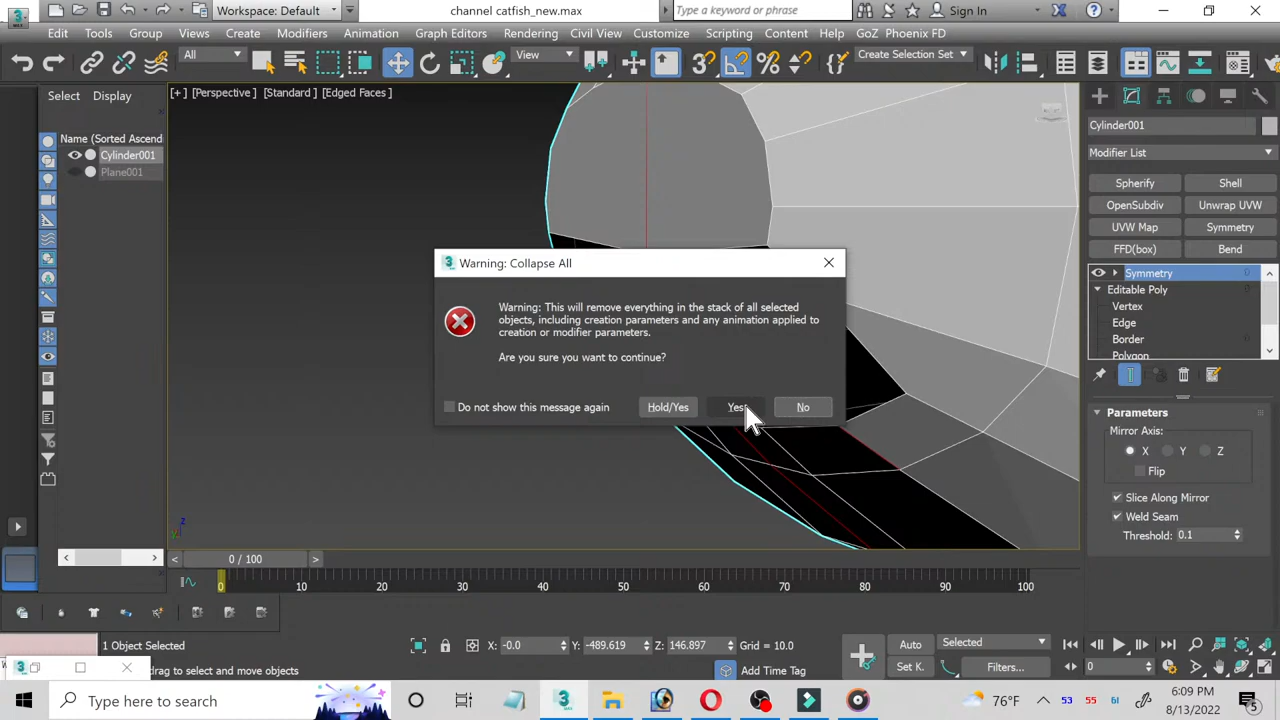 Workspace: Default
channel catfish_new.max
Type a keyword or phrase
Sign In
Edit Tools Group Views Create Modifiers Animation Graph Editors Rendering Civil View Customize Scripting Content Help GoZ Phoenix FD
All
View
Create Selection Set
Select Display
[+] [Perspective] [Standard] [Edged Faces]
Name (Sorted Ascend
Cylinder001
Plane001
Cylinder001
Modifier List
Spherify Shell
OpenSubdiv Unwrap UVW
UVW Map Symmetry
FFD(box) Bend
Symmetry
Editable Poly
Vertex
Edge
Border
Polygon
Warning: Collapse All
Warning: This will remove everything in the stack of all selected
objects, including creation parameters and any animation applied to
creation or modifier parameters.
Are you sure you want to continue?
Do not show this message again
Hold/Yes Yes No
Parameters
Mirror Axis:
X Y Z
Flip
Slice Along Mirror
Weld Seam
Threshold: 0.1
0 / 100
0 10 20 30 40 50 60 70 80 90 100
1 Object Selected
X: -0.0 Y: -489.619 Z: 146.897 Grid = 10.0
Auto Selected
drag to select and move objects
Add Time Tag
Set K. Filters... 0
Type here to search
76°F 53 55 61
6:09 PM
8/13/2022
5